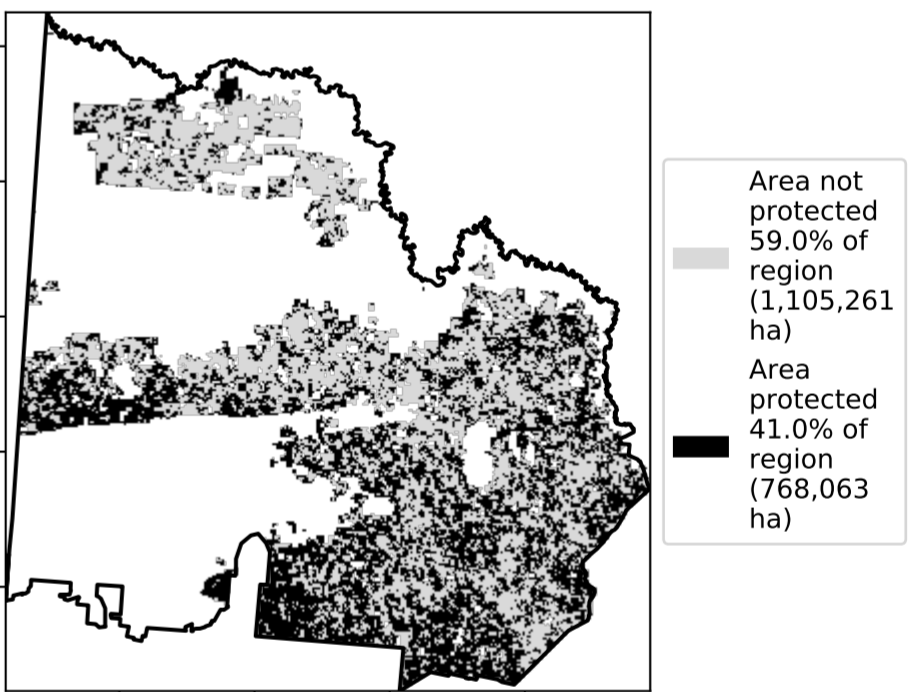 Area not
protected
59.0% of
region
(1,105,261
ha)
Area
protected
41.0% of
region
(768,063
ha)